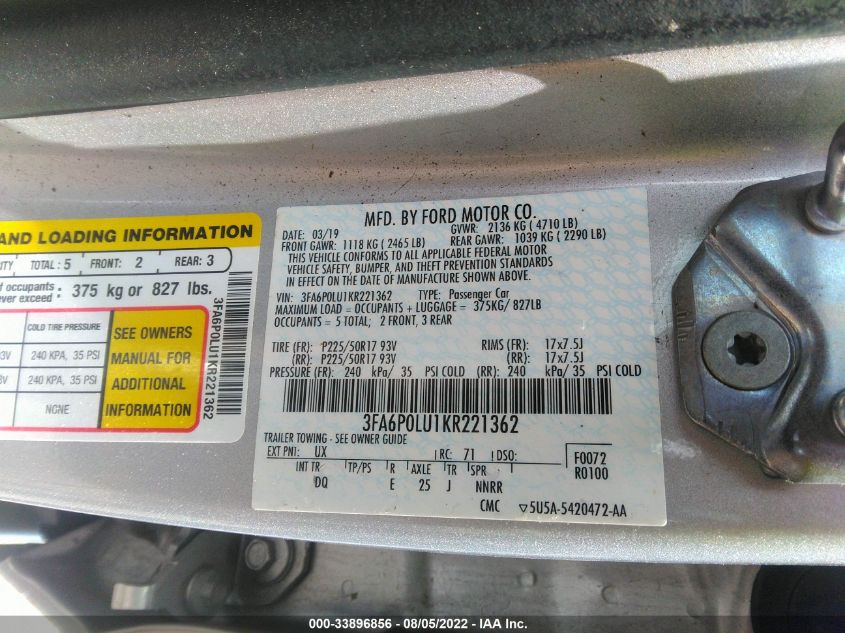 AND LOADING INFORMATION
TOTAL : 5 FRONT: 2 REAR: 3
occupants : 375 kg or 827 lbs.
ever exceed :
COLD TIRE PRESSURE
240 KPA, 35 PSI
240 KPA, 35 PSI
NONE
SEE OWNERS
MANUAL FOR
ADDITIONAL
INFORMATION
3FA6P0LU1KR221362
MFD. BY FORD MOTOR CO.
DATE: 03/19 GVWR: 2136 KG ( 4710 LB)
FRONT GAWR: 1118 KG ( 2465 LB) REAR GAWR: 1039 KG ( 2290 LB)
THIS VEHICLE CONFORMS TO ALL APPLICABLE FEDERAL MOTOR
VEHICLE SAFETY, BUMPER, AND THEFT PREVENTION STANDARDS
IN EFFECT ON THE DATE OF MANUFACTURE SHOWN ABOVE.
VIN: 3FA6P0LU1KR221362 TYPE: Passenger Car
MAXIMUM LOAD = OCCUPANTS + LUGGAGE = 375KG/ 827LB
OCCUPANTS = 5 TOTAL; 2 FRONT, 3 REAR
TIRE (FR): P225/50R17 93V RIMS (FR): 17x7.5J
(RR): P225/50R17 93V (RR): 17x7.5J
PRESSURE (FR): 240 kPa/ 35 PSI COLD (RR): 240 kPa/ 35 PSI COLD
3FA6P0LU1KR221362
TRAILER TOWING - SEE OWNER GUIDE
EXT PNT: UX RC: 71 DSO: F0072
INT TR TP/PS R AXLE TR SPR R0100
DQ E 25 J NNRR
CMC ▽5U5A-5420472-AA
000-33896856 - 08/05/2022 - IAA Inc.